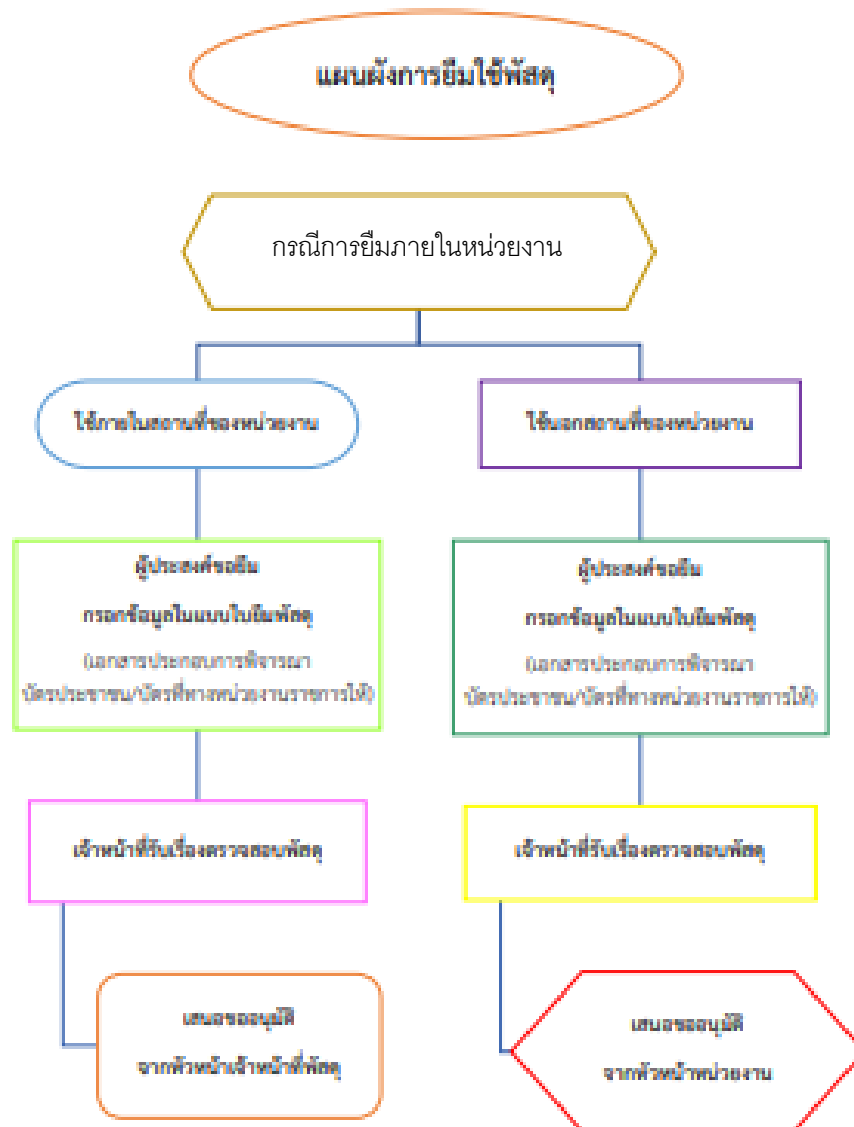 แผนผังการยืมใช้พัสดุ
กรณีการยืมภายในหน่วยงาน
ใช้ภายในสถานที่ของหน่วยงาน
ใช้นอกสถานที่ของหน่วยงาน
ผู้ประสงค์ขอยืม
กรอกข้อมูลในแบบใบยืมพัสดุ
(เอกสารประกอบการพิจารณา
บัตรประชาชน/บัตรที่ทางหน่วยงานราชการให้)
ผู้ประสงค์ขอยืม
กรอกข้อมูลในแบบใบยืมพัสดุ
(เอกสารประกอบการพิจารณา
บัตรประชาชน/บัตรที่ทางหน่วยงานราชการให้)
เจ้าหน้าที่รับเรื่องตรวจสอบพัสดุ
เจ้าหน้าที่รับเรื่องตรวจสอบพัสดุ
เสนอขออนุมัติ
จากหัวหน้าเจ้าหน้าที่พัสดุ
เสนอขออนุมัติ
จากหัวหน้าหน่วยงาน